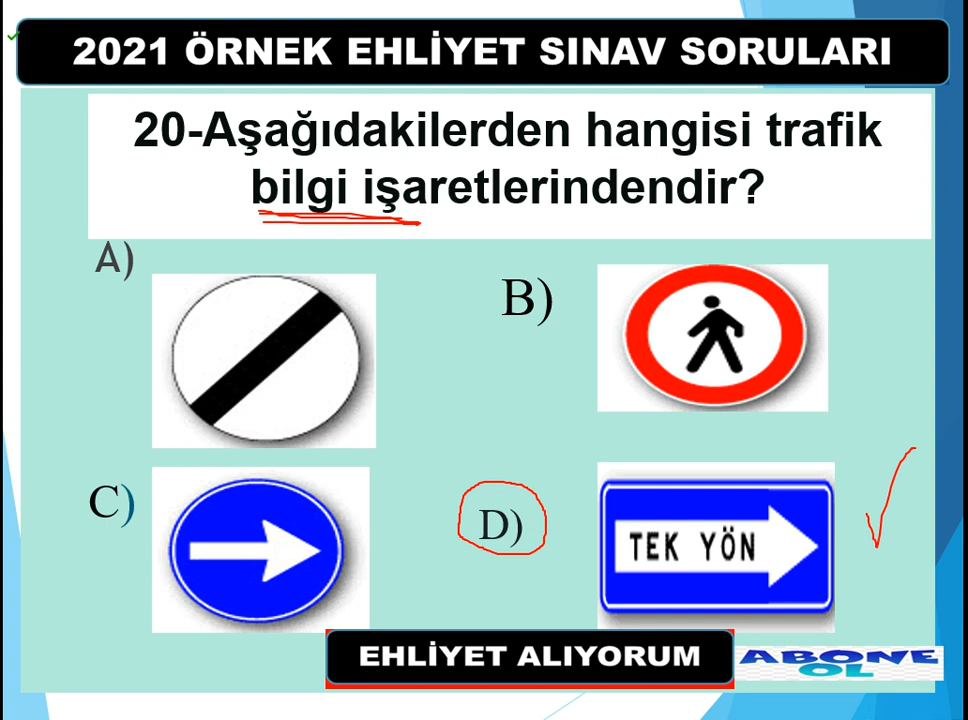 2021 ÖRNEK EHLİYET SINAV SORULARI
20-Aşağıdakilerden hangisi trafik
bilgi işaretlerindendir?
A)
B)
C)
D)
TEK YÖN
EHLİYET ALIYORUM
ABONE
OL